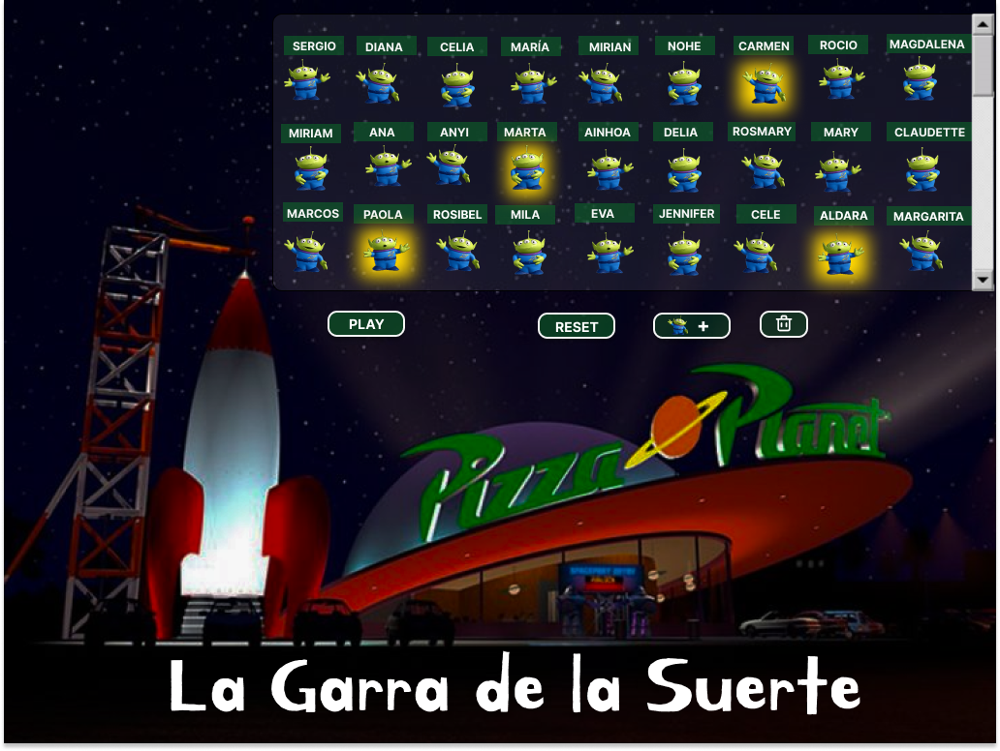 SERGIO DIANA CELIA MARÍA MIRIAN NOHE CARMEN ROCIO MAGDALENA
MIRIAM ANA ANYI MARTA AINHOA DELIA ROSMARY MARY CLAUDETTE
MARCOS PAOLA ROSIBEL MILA EVA JENNIFER CELE ALDARA MARGARITA
PLAY RESET +
Pizza Planet
La Garra de la Suerte